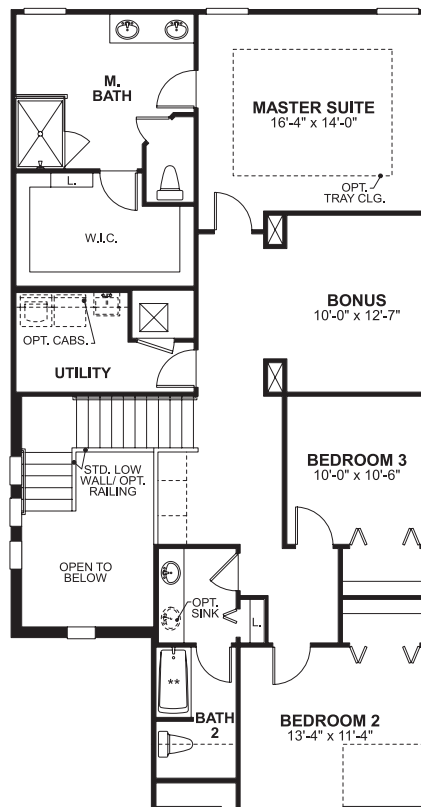 M.
BATH
MASTER SUITE
16'-4" x 14'-0"
OPT.
TRAY CLG.
L.
W.I.C.
BONUS
10'-0" x 12'-7"
OPT. CABS.
UTILITY
STD. LOW
WALL/ OPT.
RAILING
BEDROOM 3
10'-0" x 10'-6"
OPEN TO
BELOW
OPT.
SINK
L.
**
BATH
2
BEDROOM 2
13'-4" x 11'-4"